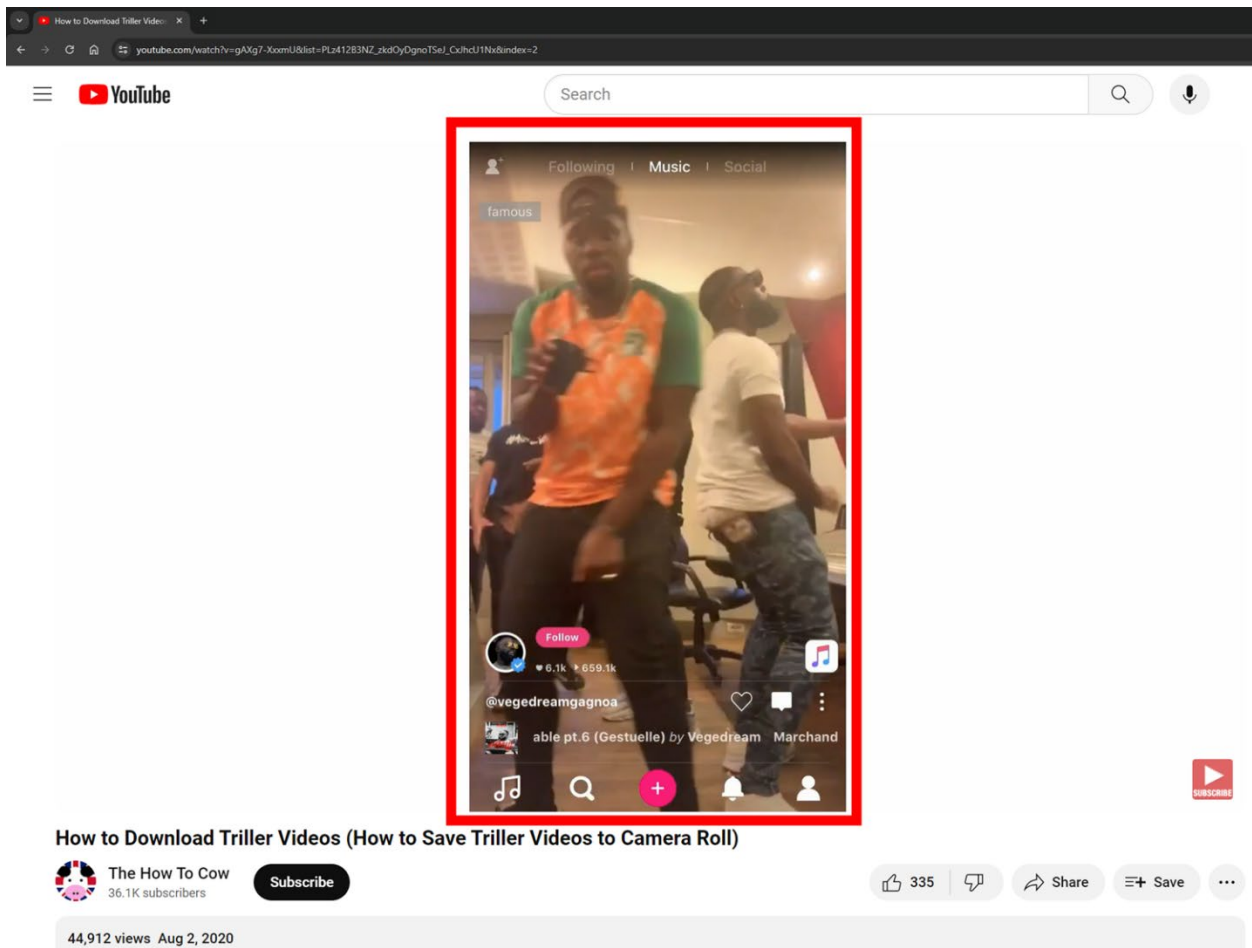 How to Download Triller Video
youtube.com/watch?v=gAXg7-XxxmU&list=PLz41283NZ_zkdOyDgnoTSeJ_CxJhcU1Nx&index=2
YouTube
Search
Following Music Social
famous
Follow
6.1k 659.1k
@vegedreamgagnoa
able pt.6 (Gestuelle) by Vegedream Marchand
SUBSCRIBE
How to Download Triller Videos (How to Save Triller Videos to Camera Roll)
The How To Cow
36.1K subscribers
Subscribe
335
Share
Save
44,912 views Aug 2, 2020